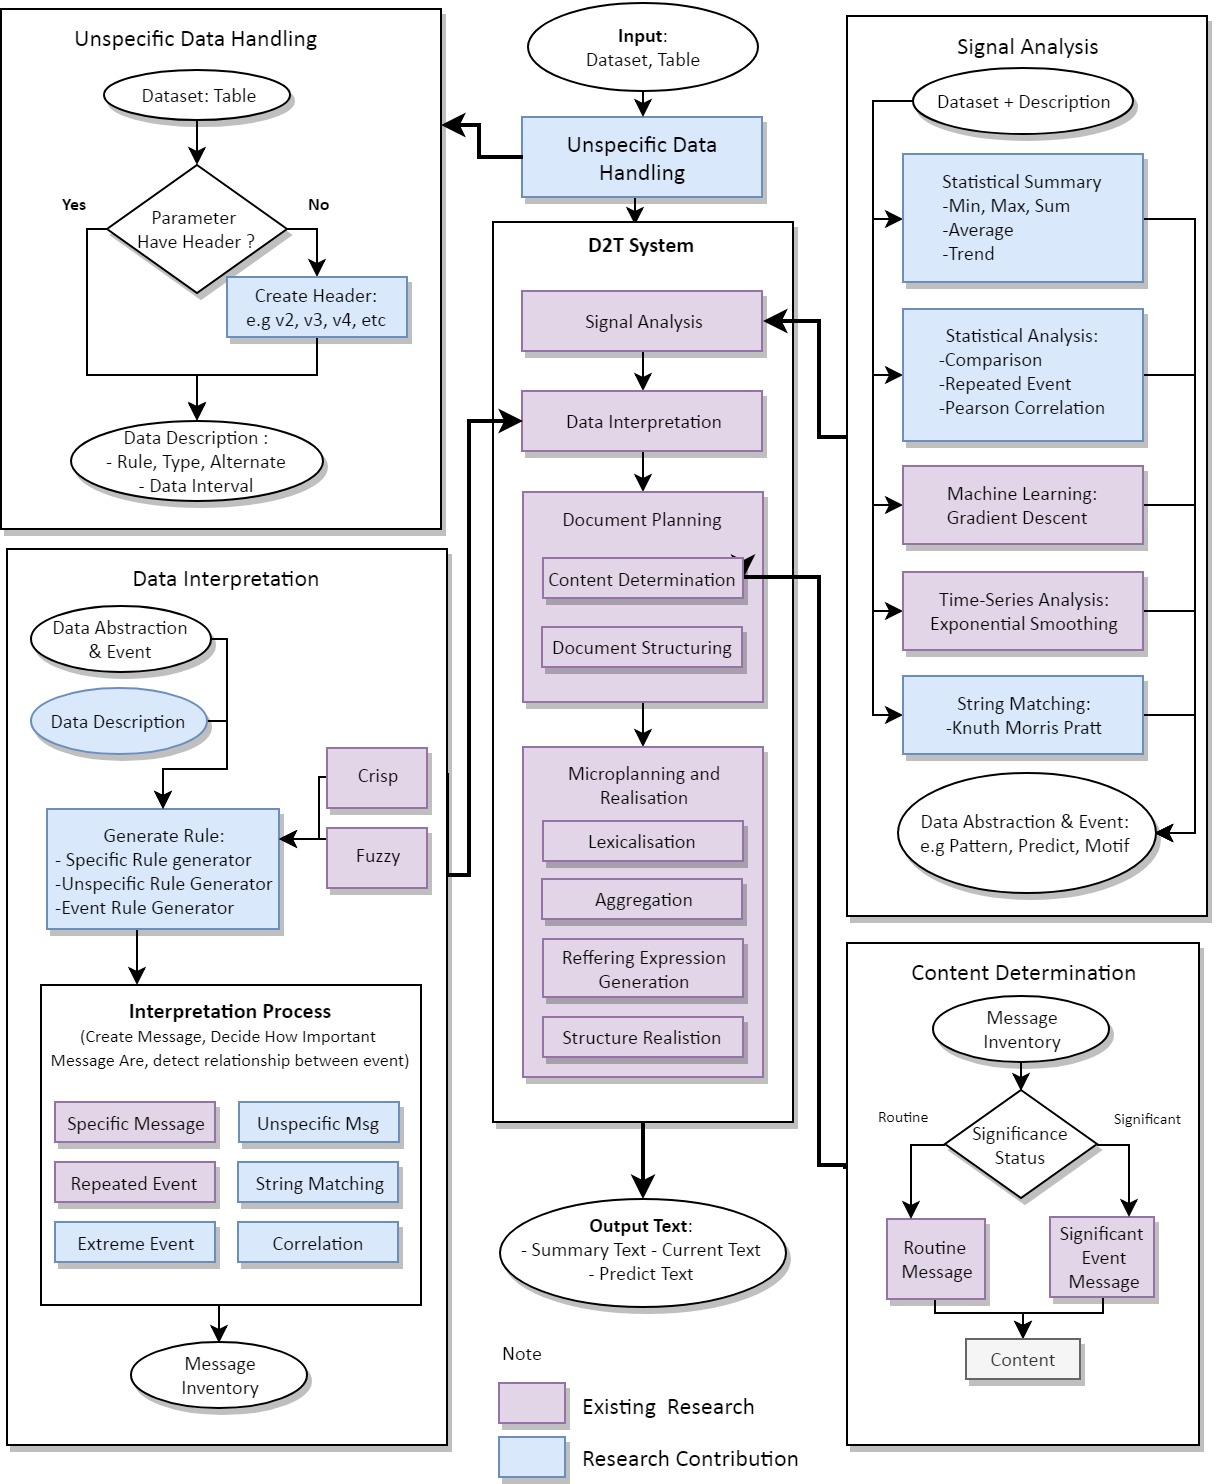 Unspecific Data Handling
Dataset: Table
Parameter
Have Header ?
Yes
No
Create Header:
e.g v2, v3, v4, etc
Data Description :
- Rule, Type, Alternate
- Data Interval
Input:
Dataset, Table
Unspecific Data
Handling
D2T System
Signal Analysis
Data Interpretation
Document Planning
Content Determination
Document Structuring
Microplanning and
Realisation
Lexicalisation
Aggregation
Reffering Expression
Generation
Structure Realistion
Output Text:
- Summary Text - Current Text
- Predict Text
Signal Analysis
Dataset + Description
Statistical Summary
-Min, Max, Sum
-Average
-Trend
Statistical Analysis:
-Comparison
-Repeated Event
-Pearson Correlation
Machine Learning:
Gradient Descent
Time-Series Analysis:
Exponential Smoothing
String Matching:
-Knuth Morris Pratt
Data Abstraction & Event:
e.g Pattern, Predict, Motif
Data Interpretation
Data Abstraction
& Event
Data Description
Crisp
Fuzzy
Generate Rule:
- Specific Rule generator
-Unspecific Rule Generator
-Event Rule Generator
Interpretation Process
(Create Message, Decide How Important
Message Are, detect relationship between event)
Specific Message
Unspecific Msg
Repeated Event
String Matching
Extreme Event
Correlation
Message
Inventory
Content Determination
Message
Inventory
Routine
Significant
Significance
Status
Routine
Message
Significant
Event
Message
Content
Note
Existing Research
Research Contribution